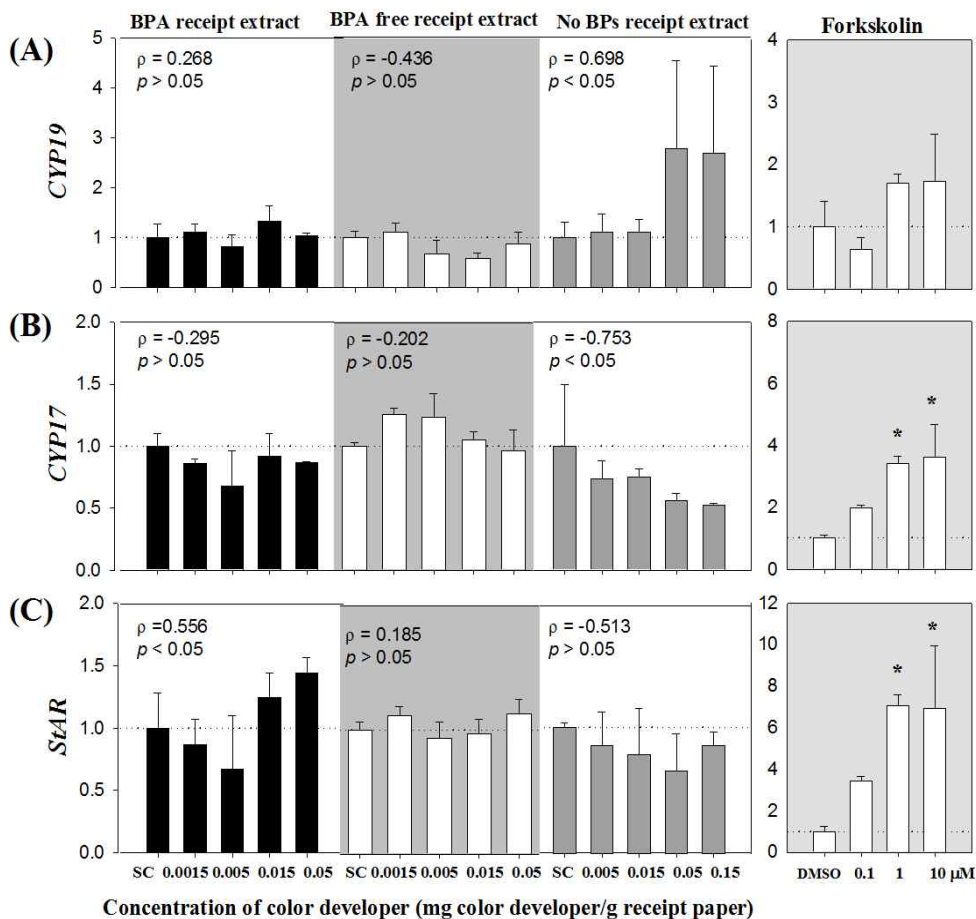 BPA receipt extract BPA free receipt extract No BPs receipt extract Forkskolin
(A)
CYP19
5
4
3
2
1
0
ρ = 0.268
p > 0.05
ρ = -0.436
p > 0.05
ρ = 0.698
p < 0.05
4
3
2
1
0
(B)
CYP17
2.0
1.5
1.0
0.5
0.0
ρ = -0.295
p > 0.05
ρ = -0.202
p > 0.05
ρ = -0.753
p < 0.05
8
6
4
2
0
* *
(C)
StAR
2.0
1.5
1.0
0.5
0.0
ρ =0.556
p < 0.05
ρ = 0.185
p > 0.05
ρ = -0.513
p > 0.05
12
10
8
6
4
2
0
* *
SC 0.0015 0.005 0.015 0.05 SC 0.0015 0.005 0.015 0.05 SC 0.005 0.015 0.05 0.15 DMSO 0.1 1 10 μM
Concentration of color developer (mg color developer/g receipt paper)